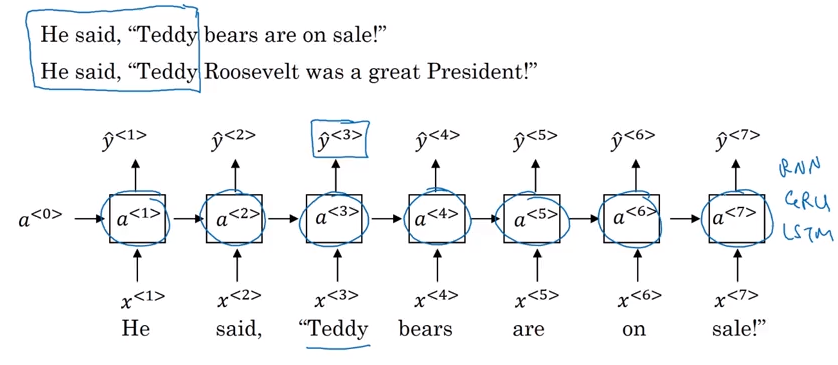 He said, “Teddy bears are on sale!”
He said, “Teddy Roosevelt was a great President!”
ŷ<1> ŷ<2> ŷ<3> ŷ<4> ŷ<5> ŷ<6> ŷ<7>
RNN
GRU
a<0> a<1> a<2> a<3> a<4> a<5> a<6> a<7>
LSTM
x<1> x<2> x<3> x<4> x<5> x<6> x<7>
He said, “Teddy bears are on sale!”